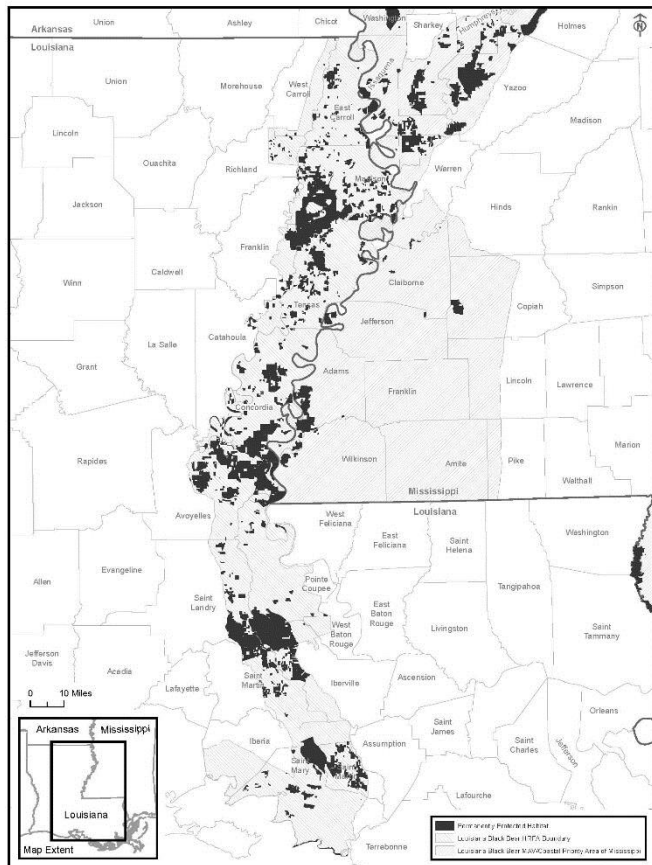 Arkansas
Louisiana
Union
Ashley
Chicot
Washington
Sharkey
Humphreys
Holmes
N
Union
Morehouse
West
Carroll
East
Carroll
Issaquena
Yazoo
Lincoln
Ouachita
Richland
Madison
Warren
Madison
Jackson
Franklin
Hinds
Rankin
Winn
Caldwell
Tensas
Claiborne
Copiah
Simpson
Grant
La Salle
Catahoula
Jefferson
Adams
Franklin
Lincoln
Lawrence
Concordia
Rapides
Wilkinson
Amite
Pike
Marion
Walthall
Mississippi
Louisiana
Avoyelles
West
Feliciana
East
Feliciana
Saint
Helena
Washington
Tangipahoa
Allen
Evangeline
Saint
Landry
Pointe
Coupee
East
Baton
Rouge
West
Baton
Rouge
Livingston
Saint
Tammany
Jefferson
Davis
Acadia
0 10 Miles
Lafayette
Saint
Martin
Iberville
Ascension
Saint
James
Orleans
Iberia
Assumption
Saint
Charles
Jefferson
Saint
Mary
Saint
Lafourche
Terrebonne
Arkansas
Mississippi
Louisiana
Map Extent
Permanently Protected Habitat
Louisiana Black Bear HRPA Boundary
Louisiana Black Bear MAV/Coastal Priority Area of Mississippi